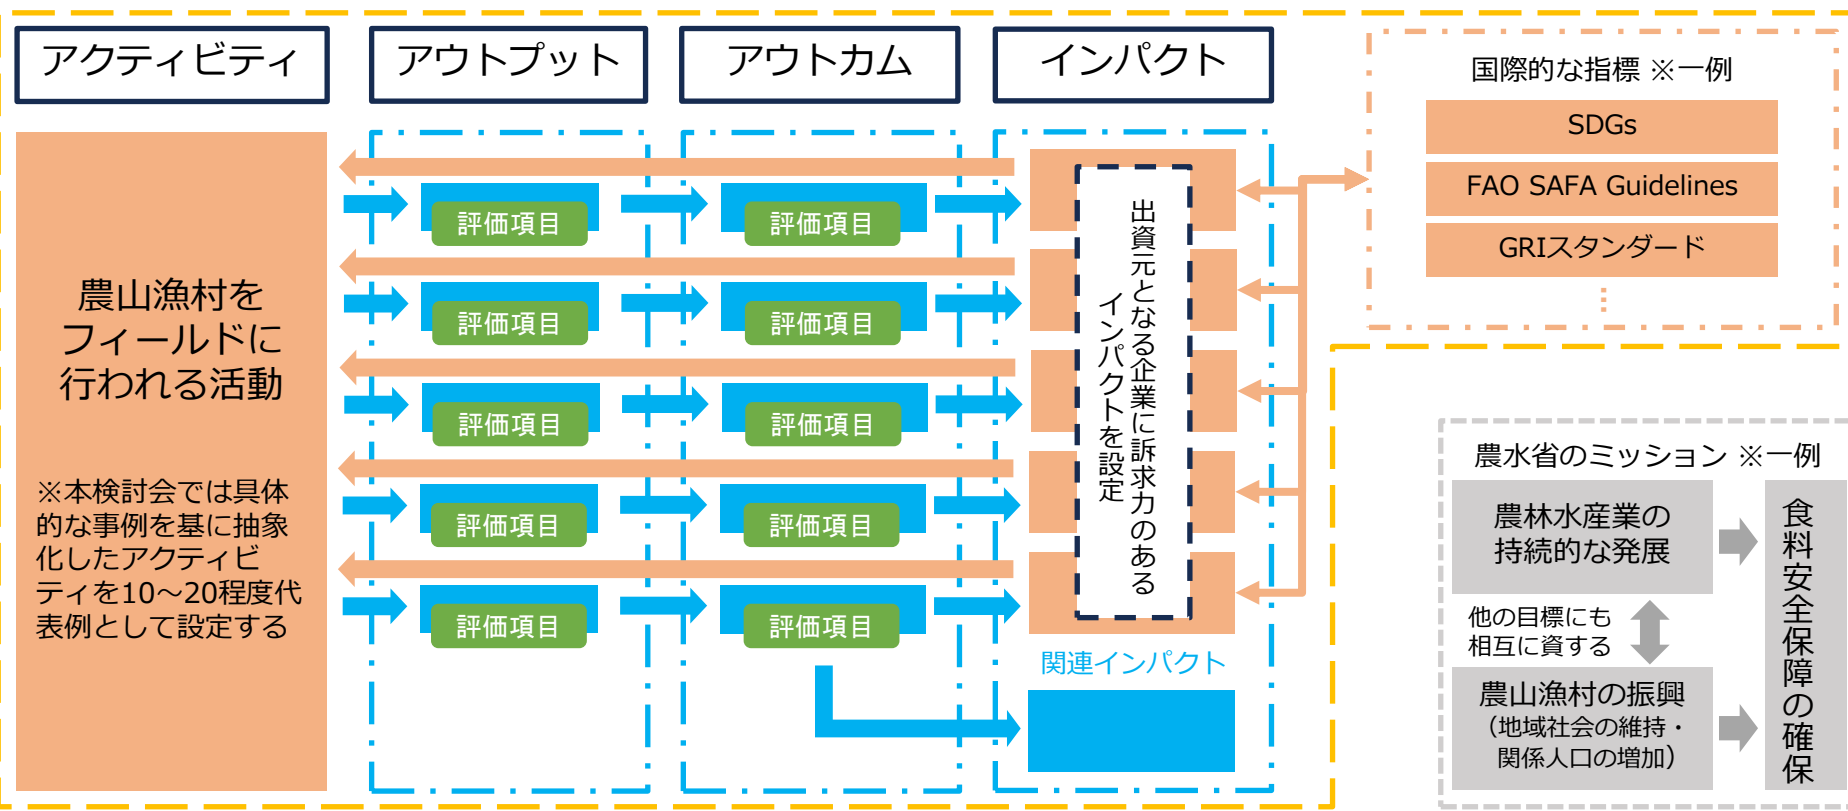 アクティビティ
アウトプット
アウトカム
インパクト
農山漁村を
フィールドに
行われる活動
※本検討会では具体
的な事例を基に抽象
化したアクティビ
ティを10～20程度代
表例として設定する
評価項目
評価項目
評価項目
評価項目
評価項目
評価項目
評価項目
評価項目
評価項目
評価項目
出資元となる企業に訴求力のある
インパクトを設定
関連インパクト
国際的な指標 ※一例
SDGs
FAO SAFA Guidelines
GRIスタンダード
農水省のミッション ※一例
農林水産業の
持続的な発展
他の目標にも
相互に資する
農山漁村の振興
（地域社会の維持・
関係人口の増加）
食料安全保障の確保